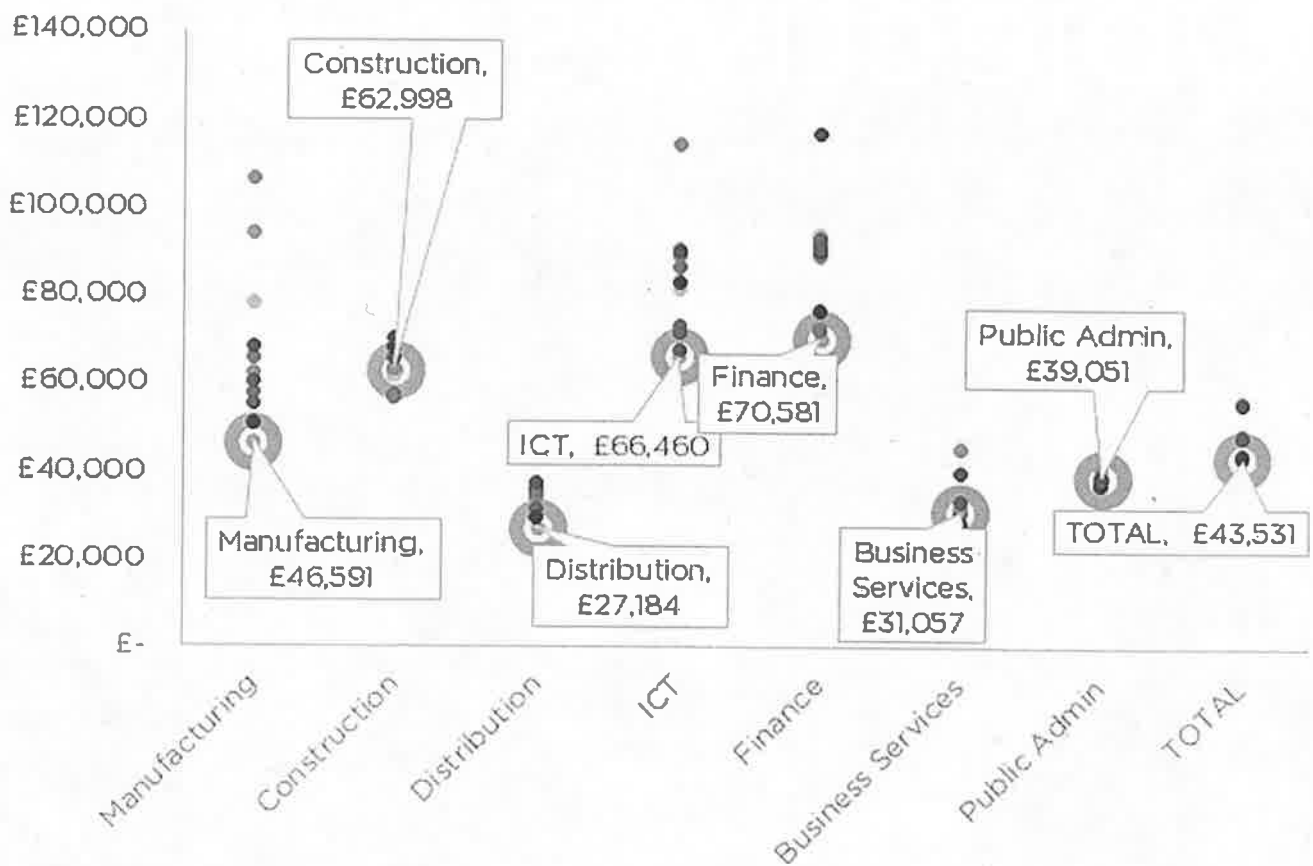 £140,000
£120,000
£100,000
£80,000
£60,000
£40,000
£20,000
£-
Construction,
£62,998
Manufacturing,
£46,591
Distribution,
£27,184
ICT, £66,460
Finance,
£70,581
Business
Services,
£31,057
Public Admin,
£39,051
TOTAL, £43,531
Manufacturing
Construction
Distribution
ICT
Finance
Business Services
Public Admin
TOTAL